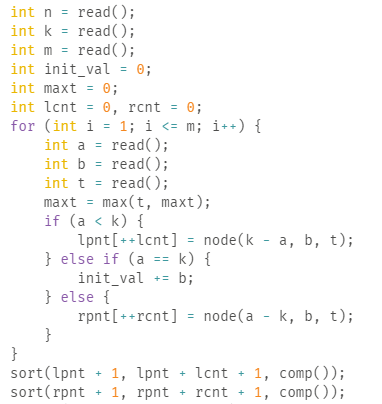 int n = read();
int k = read();
int m = read();
int init_val = 0;
int maxt = 0;
int lcnt = 0, rcnt = 0;
for (int i = 1; i <= m; i++) {
    int a = read();
    int b = read();
    int t = read();
    maxt = max(t, maxt);
    if (a < k) {
        lpnt[++lcnt] = node(k - a, b, t);
    } else if (a == k) {
        init_val += b;
    } else {
        rpnt[++rcnt] = node(a - k, b, t);
    }
}
sort(lpnt + 1, lpnt + lcnt + 1, comp());
sort(rpnt + 1, rpnt + rcnt + 1, comp());